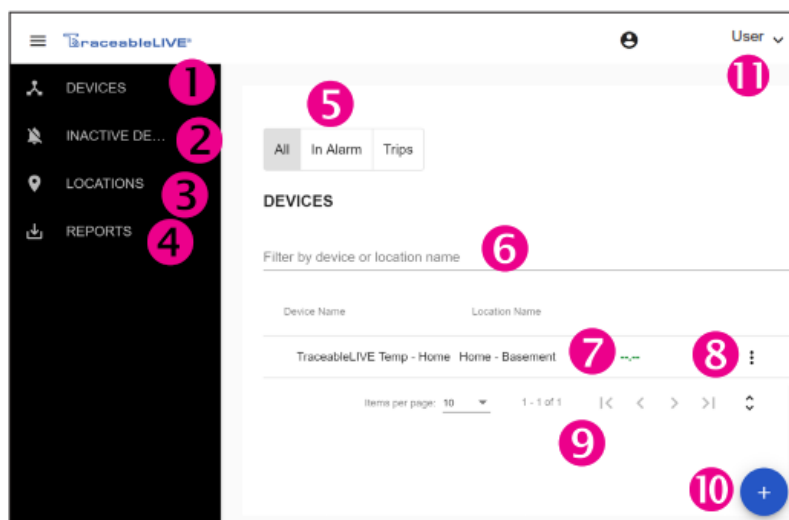 TraceableLIVE®
User
11
DEVICES
1
INACTIVE DE...
2
LOCATIONS
3
REPORTS
4
5
All In Alarm Trips
DEVICES
Filter by device or location name
6
Device Name Location Name
TraceableLIVE Temp - Home Home - Basement 7 --.-- 8
Items per page: 10 1 - 1 of 1
9
10 +